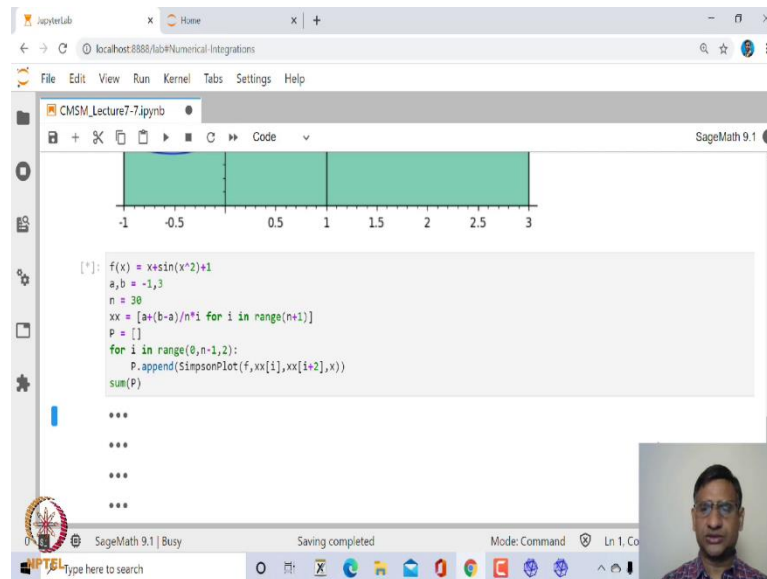 JupyterLab
Home
localhost:8888/lab#Numerical-Integrations
File Edit View Run Kernel Tabs Settings Help
CMSM_Lecture7-7.ipynb
Code
SageMath 9.1
-1 -0.5 0.5 1 1.5 2 2.5 3
[*]: f(x) = x+sin(x^2)+1
a,b = -1,3
n = 30
xx = [a+(b-a)/n*i for i in range(n+1)]
P = []
for i in range(0,n-1,2):
P.append(SimpsonPlot(f,xx[i],xx[i+2],x))
sum(P)
SageMath 9.1 | Busy Saving completed Mode: Command Ln 1, Co
NPTEL
Type here to search